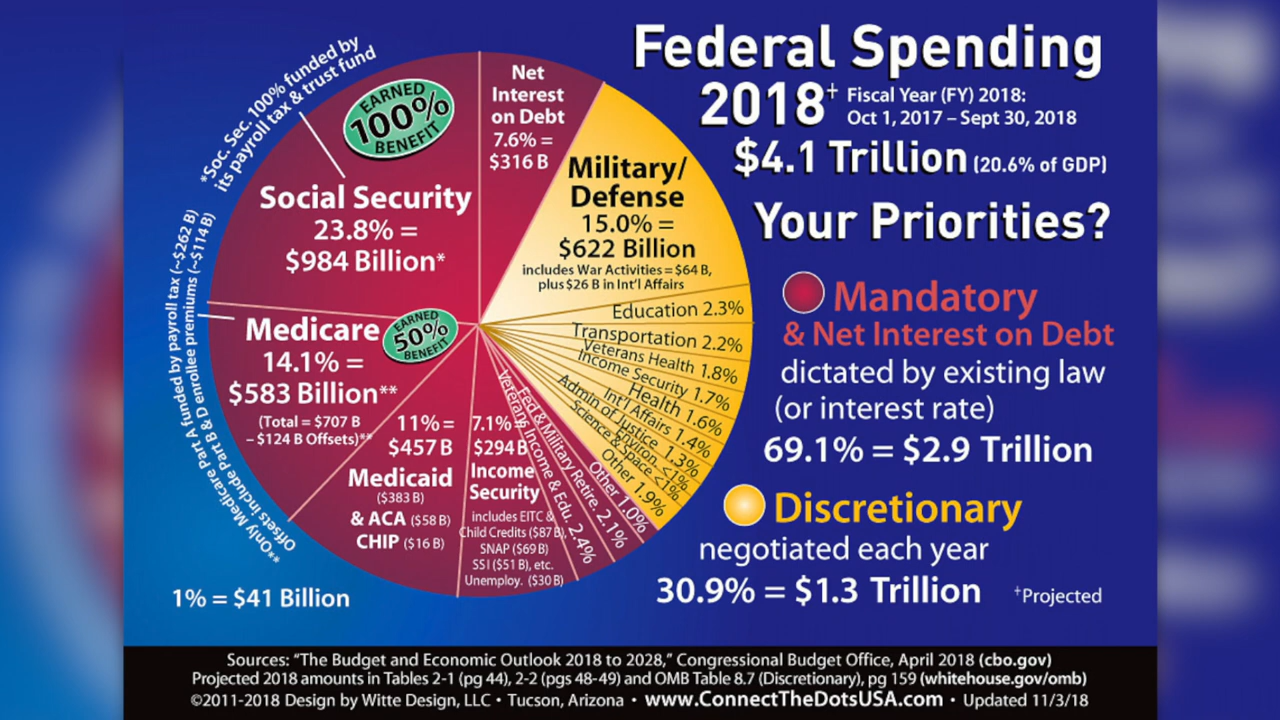 Federal Spending
2018† Fiscal Year (FY) 2018:
Oct 1, 2017 – Sept 30, 2018
$4.1 Trillion (20.6% of GDP)
Your Priorities?
Mandatory
& Net Interest on Debt
dictated by existing law
(or interest rate)
69.1% = $2.9 Trillion
Discretionary
negotiated each year
30.9% = $1.3 Trillion
†Projected
*Soc. Sec. 100% funded by
its payroll tax & trust fund
EARNED
100%
BENEFIT
Social Security
23.8% =
$984 Billion*
Net
Interest
on Debt
7.6% =
$316 B
Military/
Defense
15.0% =
$622 Billion
includes War Activities = $64 B,
plus $26 B in Int'l Affairs
Education 2.3%
Transportation 2.2%
Veterans Health 1.8%
Income Security 1.7%
Health 1.6%
Int'l Affairs 1.4%
Admin of Justice 1.3%
Environ. <1%
Science & Space <1%
Other 1.9%
Other 1.0%
Fed & Military Retire. 2.1%
Veterans Income & Edu. 2.4%
7.1% =
$294 B
Income
Security
includes EITC &
Child Credits ($87 B),
SNAP ($69 B)
SSI ($51 B), etc.
Unemploy. ($30 B)
11% =
$457 B
Medicaid
($383 B)
& ACA ($58 B)
CHIP ($16 B)
Medicare
EARNED
50%
BENEFIT
14.1% =
$583 Billion**
(Total = $707 B
– $124 B Offsets)**
**Only Medicare Part A funded by payroll tax (~$262 B)
Offsets include Part B & D enrollee premiums (~$114 B)
1% = $41 Billion
Sources: "The Budget and Economic Outlook 2018 to 2028," Congressional Budget Office, April 2018 (cbo.gov)
Projected 2018 amounts in Tables 2-1 (pg 44), 2-2 (pgs 48-49) and OMB Table 8.7 (Discretionary), pg 159 (whitehouse.gov/omb)
©2011-2018 Design by Witte Design, LLC • Tucson, Arizona • www.ConnectTheDotsUSA.com • Updated 11/3/18